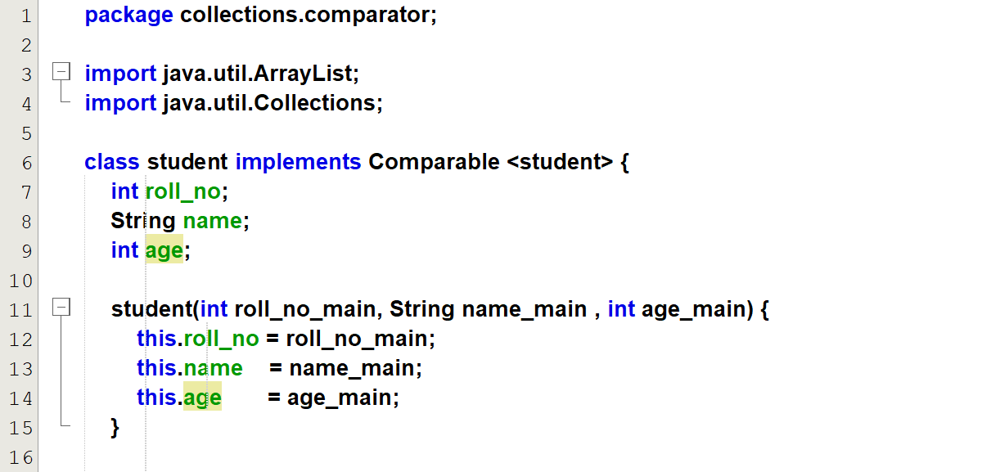 1 package collections.comparator;
2
3 import java.util.ArrayList;
4 import java.util.Collections;
5
6 class student implements Comparable <student> {
7 int roll_no;
8 String name;
9 int age;
10
11 student(int roll_no_main, String name_main , int age_main) {
12 this.roll_no = roll_no_main;
13 this.name = name_main;
14 this.age = age_main;
15 }
16